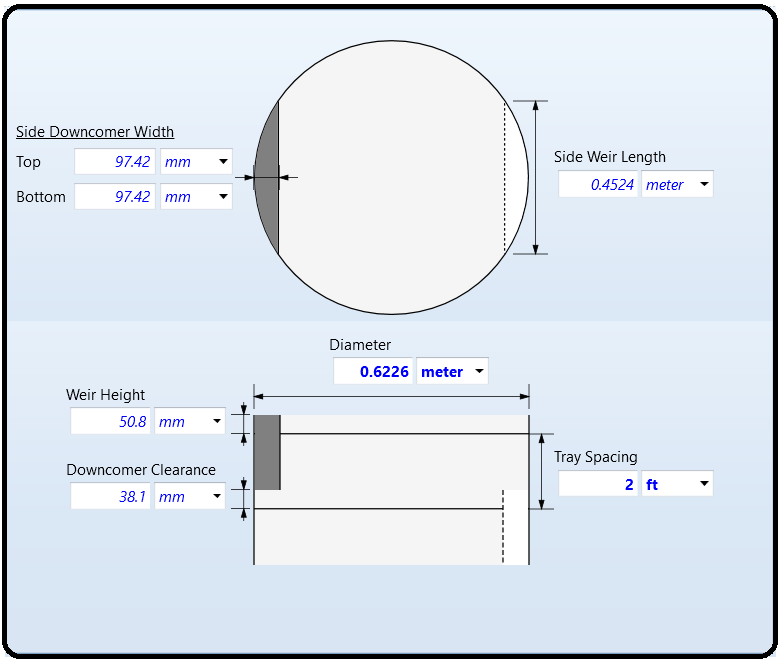 Side Downcomer Width
Top 97.42 mm
Bottom 97.42 mm
Side Weir Length
0.4524 meter
Diameter
0.6226 meter
Weir Height
50.8 mm
Downcomer Clearance
38.1 mm
Tray Spacing
2 ft